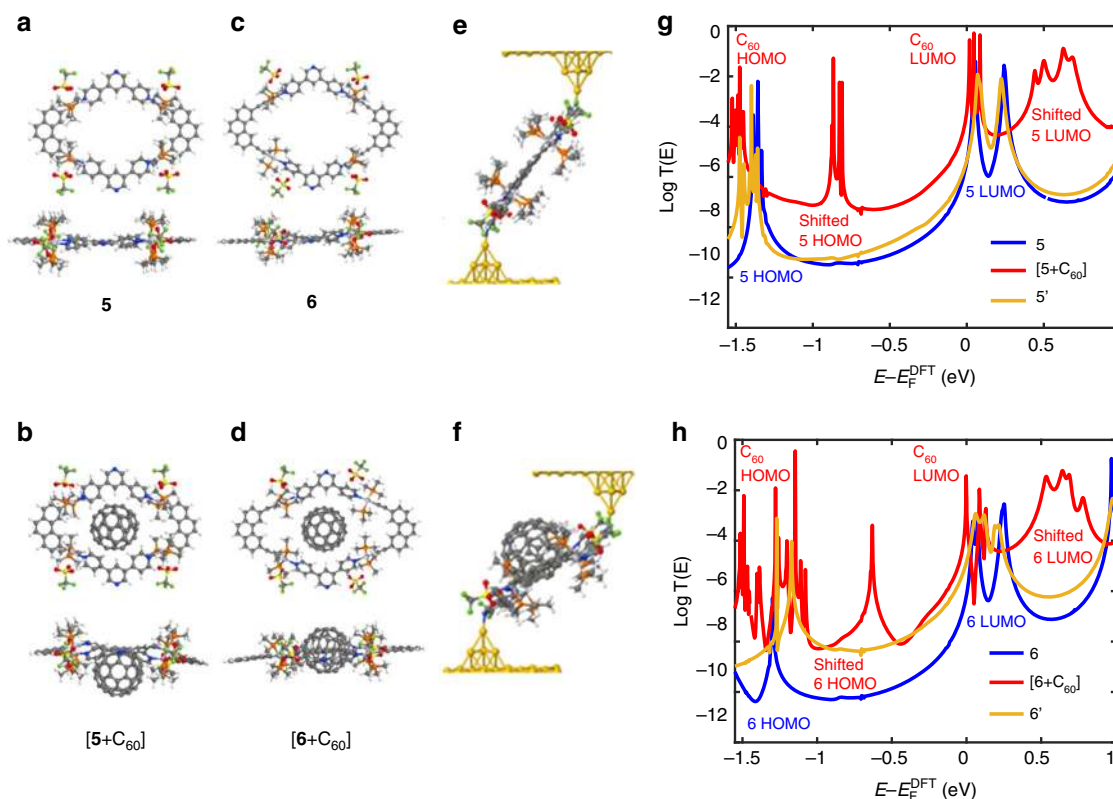 a
c
e
g
5
6
b
d
f
h
[5+C60]
[6+C60]
Log T(E)
0
−2
−4
−6
−8
−10
−12
C60
HOMO
C60
LUMO
Shifted
5 LUMO
Shifted
5 HOMO
5 LUMO
5 HOMO
5
[5+C60]
5'
−1.5
−1
−0.5
0
0.5
E−E_F^DFT (eV)
Log T(E)
0
−2
−4
−6
−8
−10
−12
C60
HOMO
C60
LUMO
Shifted
6 LUMO
Shifted
6 HOMO
6 LUMO
6 HOMO
6
[6+C60]
6'
−1.5
−1
−0.5
0
0.5
1
E−E_F^DFT (eV)